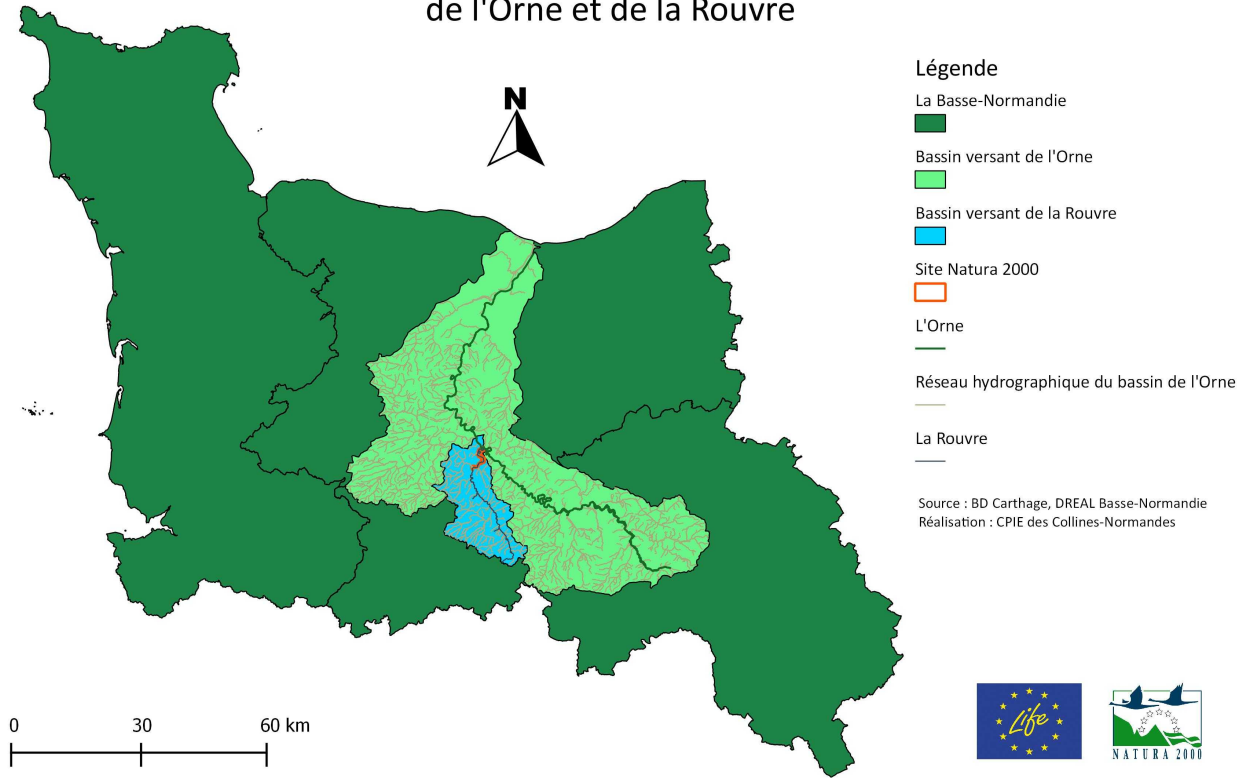 de l'Orne et de la Rouvre
N
Légende
La Basse-Normandie
Bassin versant de l'Orne
Bassin versant de la Rouvre
Site Natura 2000
L'Orne
Réseau hydrographique du bassin de l'Orne
La Rouvre
Source : BD Carthage, DREAL Basse-Normandie
Réalisation : CPIE des Collines-Normandes
0 30 60 km
Life
NATURA 2000